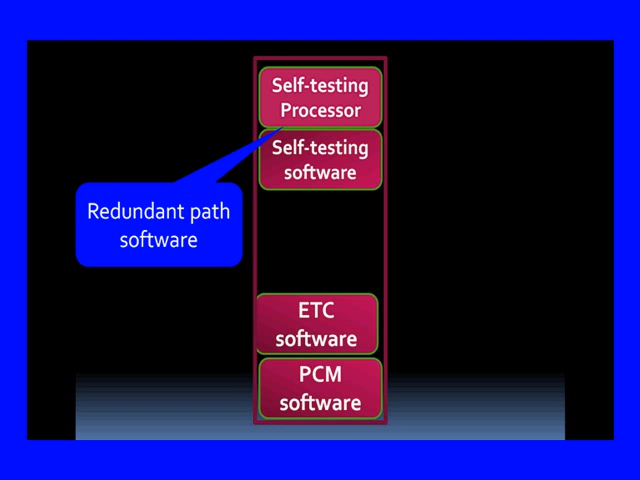 Self-testing
Processor
Self-testing
software
Redundant path
software
ETC
software
PCM
software